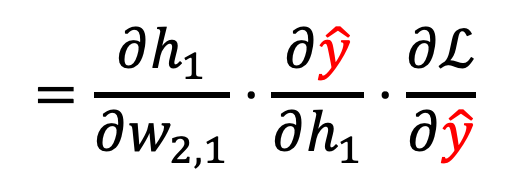 = ∂h₁/∂w₂,₁ · ∂ŷ/∂h₁ · ∂ℒ/∂ŷ